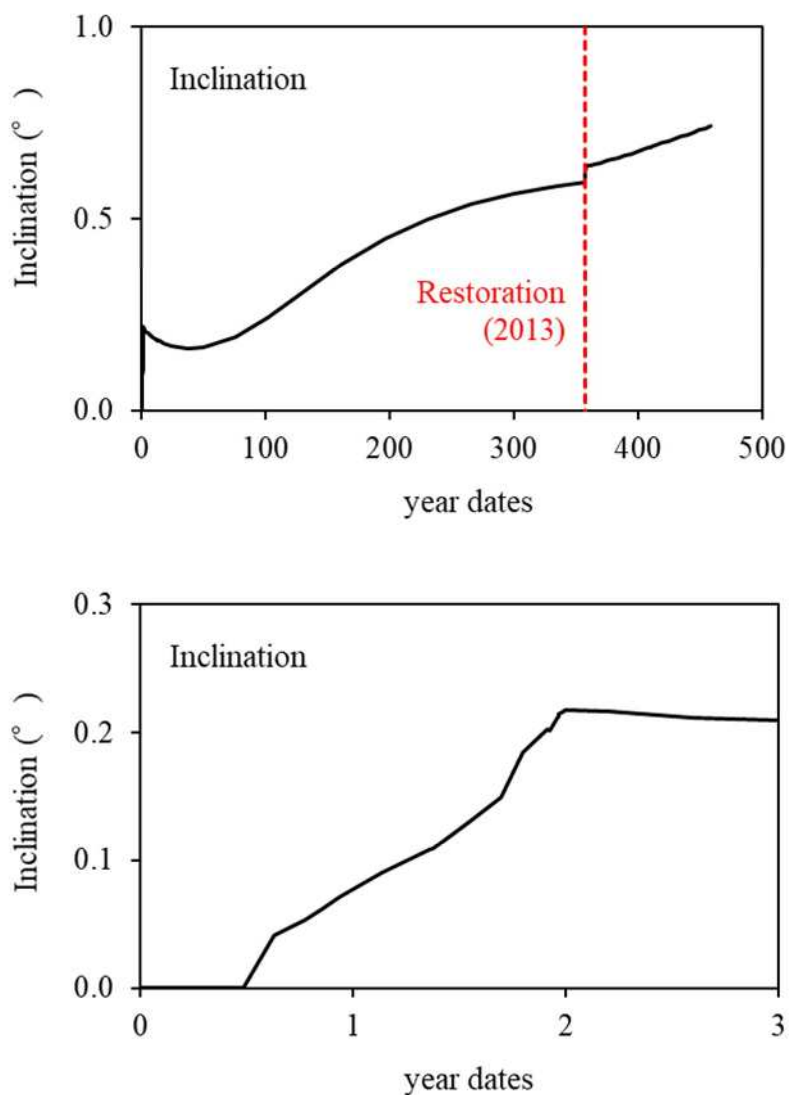 1.0
Inclination
Inclination (° )
0.5
Restoration
(2013)
0.0
0 100 200 300 400 500
year dates
0.3
Inclination
0.2
Inclination (° )
0.1
0.0
0 1 2 3
year dates